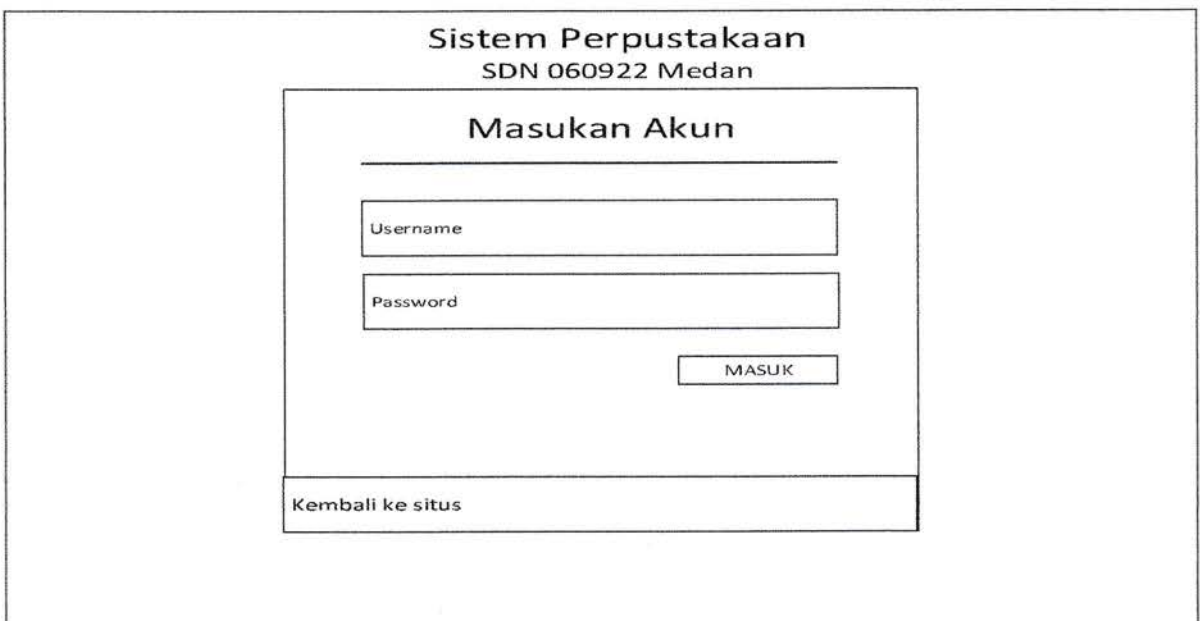 Sistem Perpustakaan
SDN 060922 Medan
Masukan Akun
Username
Password
MASUK
Kembali ke situs